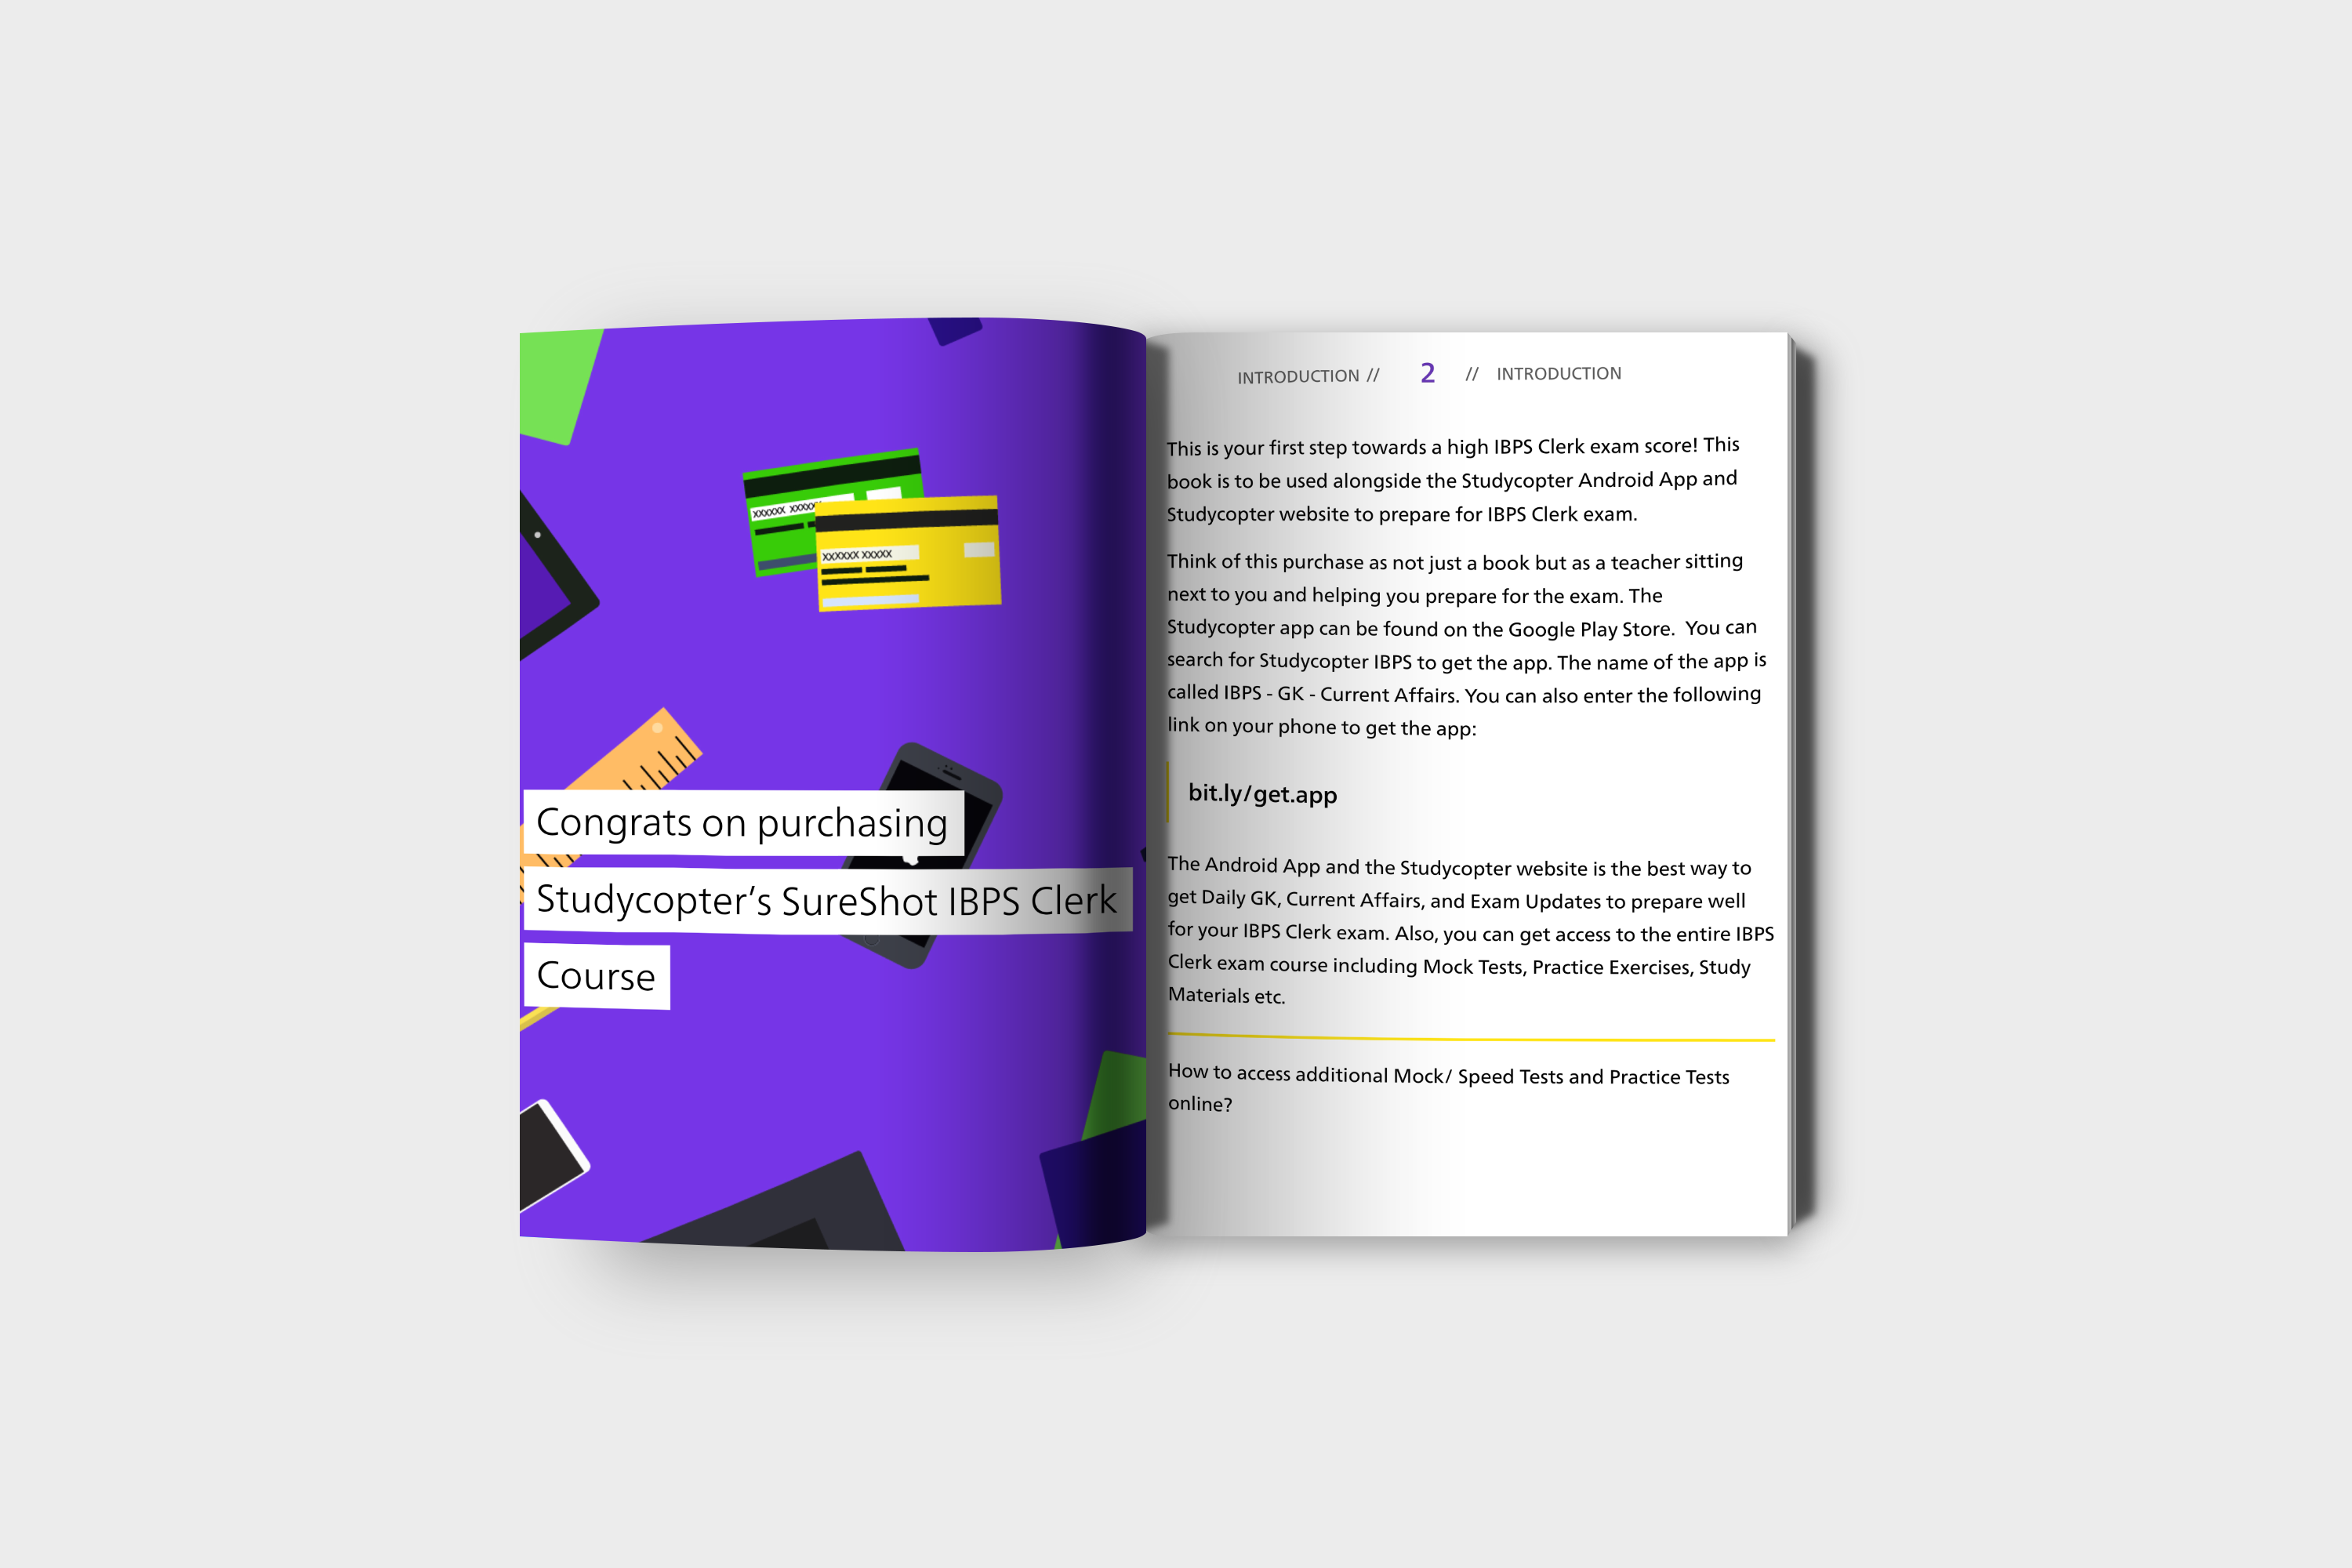 XXXXXX XXXXX
XXXXXX XXXXX
Congrats on purchasing
Studycopter’s SureShot IBPS Clerk
Course
INTRODUCTION // 2 // INTRODUCTION
This is your first step towards a high IBPS Clerk exam score! This
book is to be used alongside the Studycopter Android App and
Studycopter website to prepare for IBPS Clerk exam.
Think of this purchase as not just a book but as a teacher sitting
next to you and helping you prepare for the exam. The
Studycopter app can be found on the Google Play Store.  You can
search for Studycopter IBPS to get the app. The name of the app is
called IBPS - GK - Current Affairs. You can also enter the following
link on your phone to get the app:
bit.ly/get.app
The Android App and the Studycopter website is the best way to
get Daily GK, Current Affairs, and Exam Updates to prepare well
for your IBPS Clerk exam. Also, you can get access to the entire IBPS
Clerk exam course including Mock Tests, Practice Exercises, Study
Materials etc.
How to access additional Mock/ Speed Tests and Practice Tests
online?